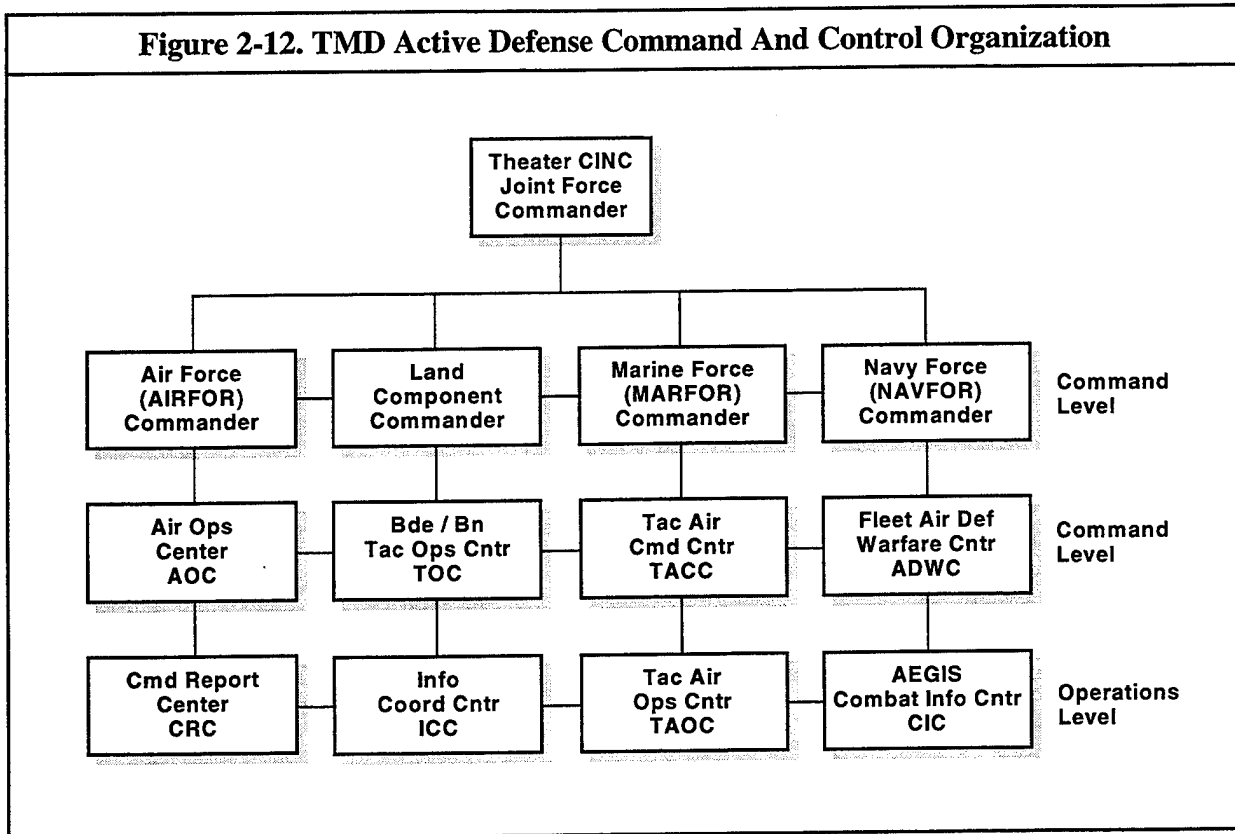 Figure 2-12. TMD Active Defense Command And Control Organization
Theater CINC
Joint Force
Commander
Air Force
(AIRFOR)
Commander
Land
Component
Commander
Marine Force
(MARFOR)
Commander
Navy Force
(NAVFOR)
Commander
Command
Level
Air Ops
Center
AOC
Bde / Bn
Tac Ops Cntr
TOC
Tac Air
Cmd Cntr
TACC
Fleet Air Def
Warfare Cntr
ADWC
Command
Level
Cmd Report
Center
CRC
Info
Coord Cntr
ICC
Tac Air
Ops Cntr
TAOC
AEGIS
Combat Info Cntr
CIC
Operations
Level